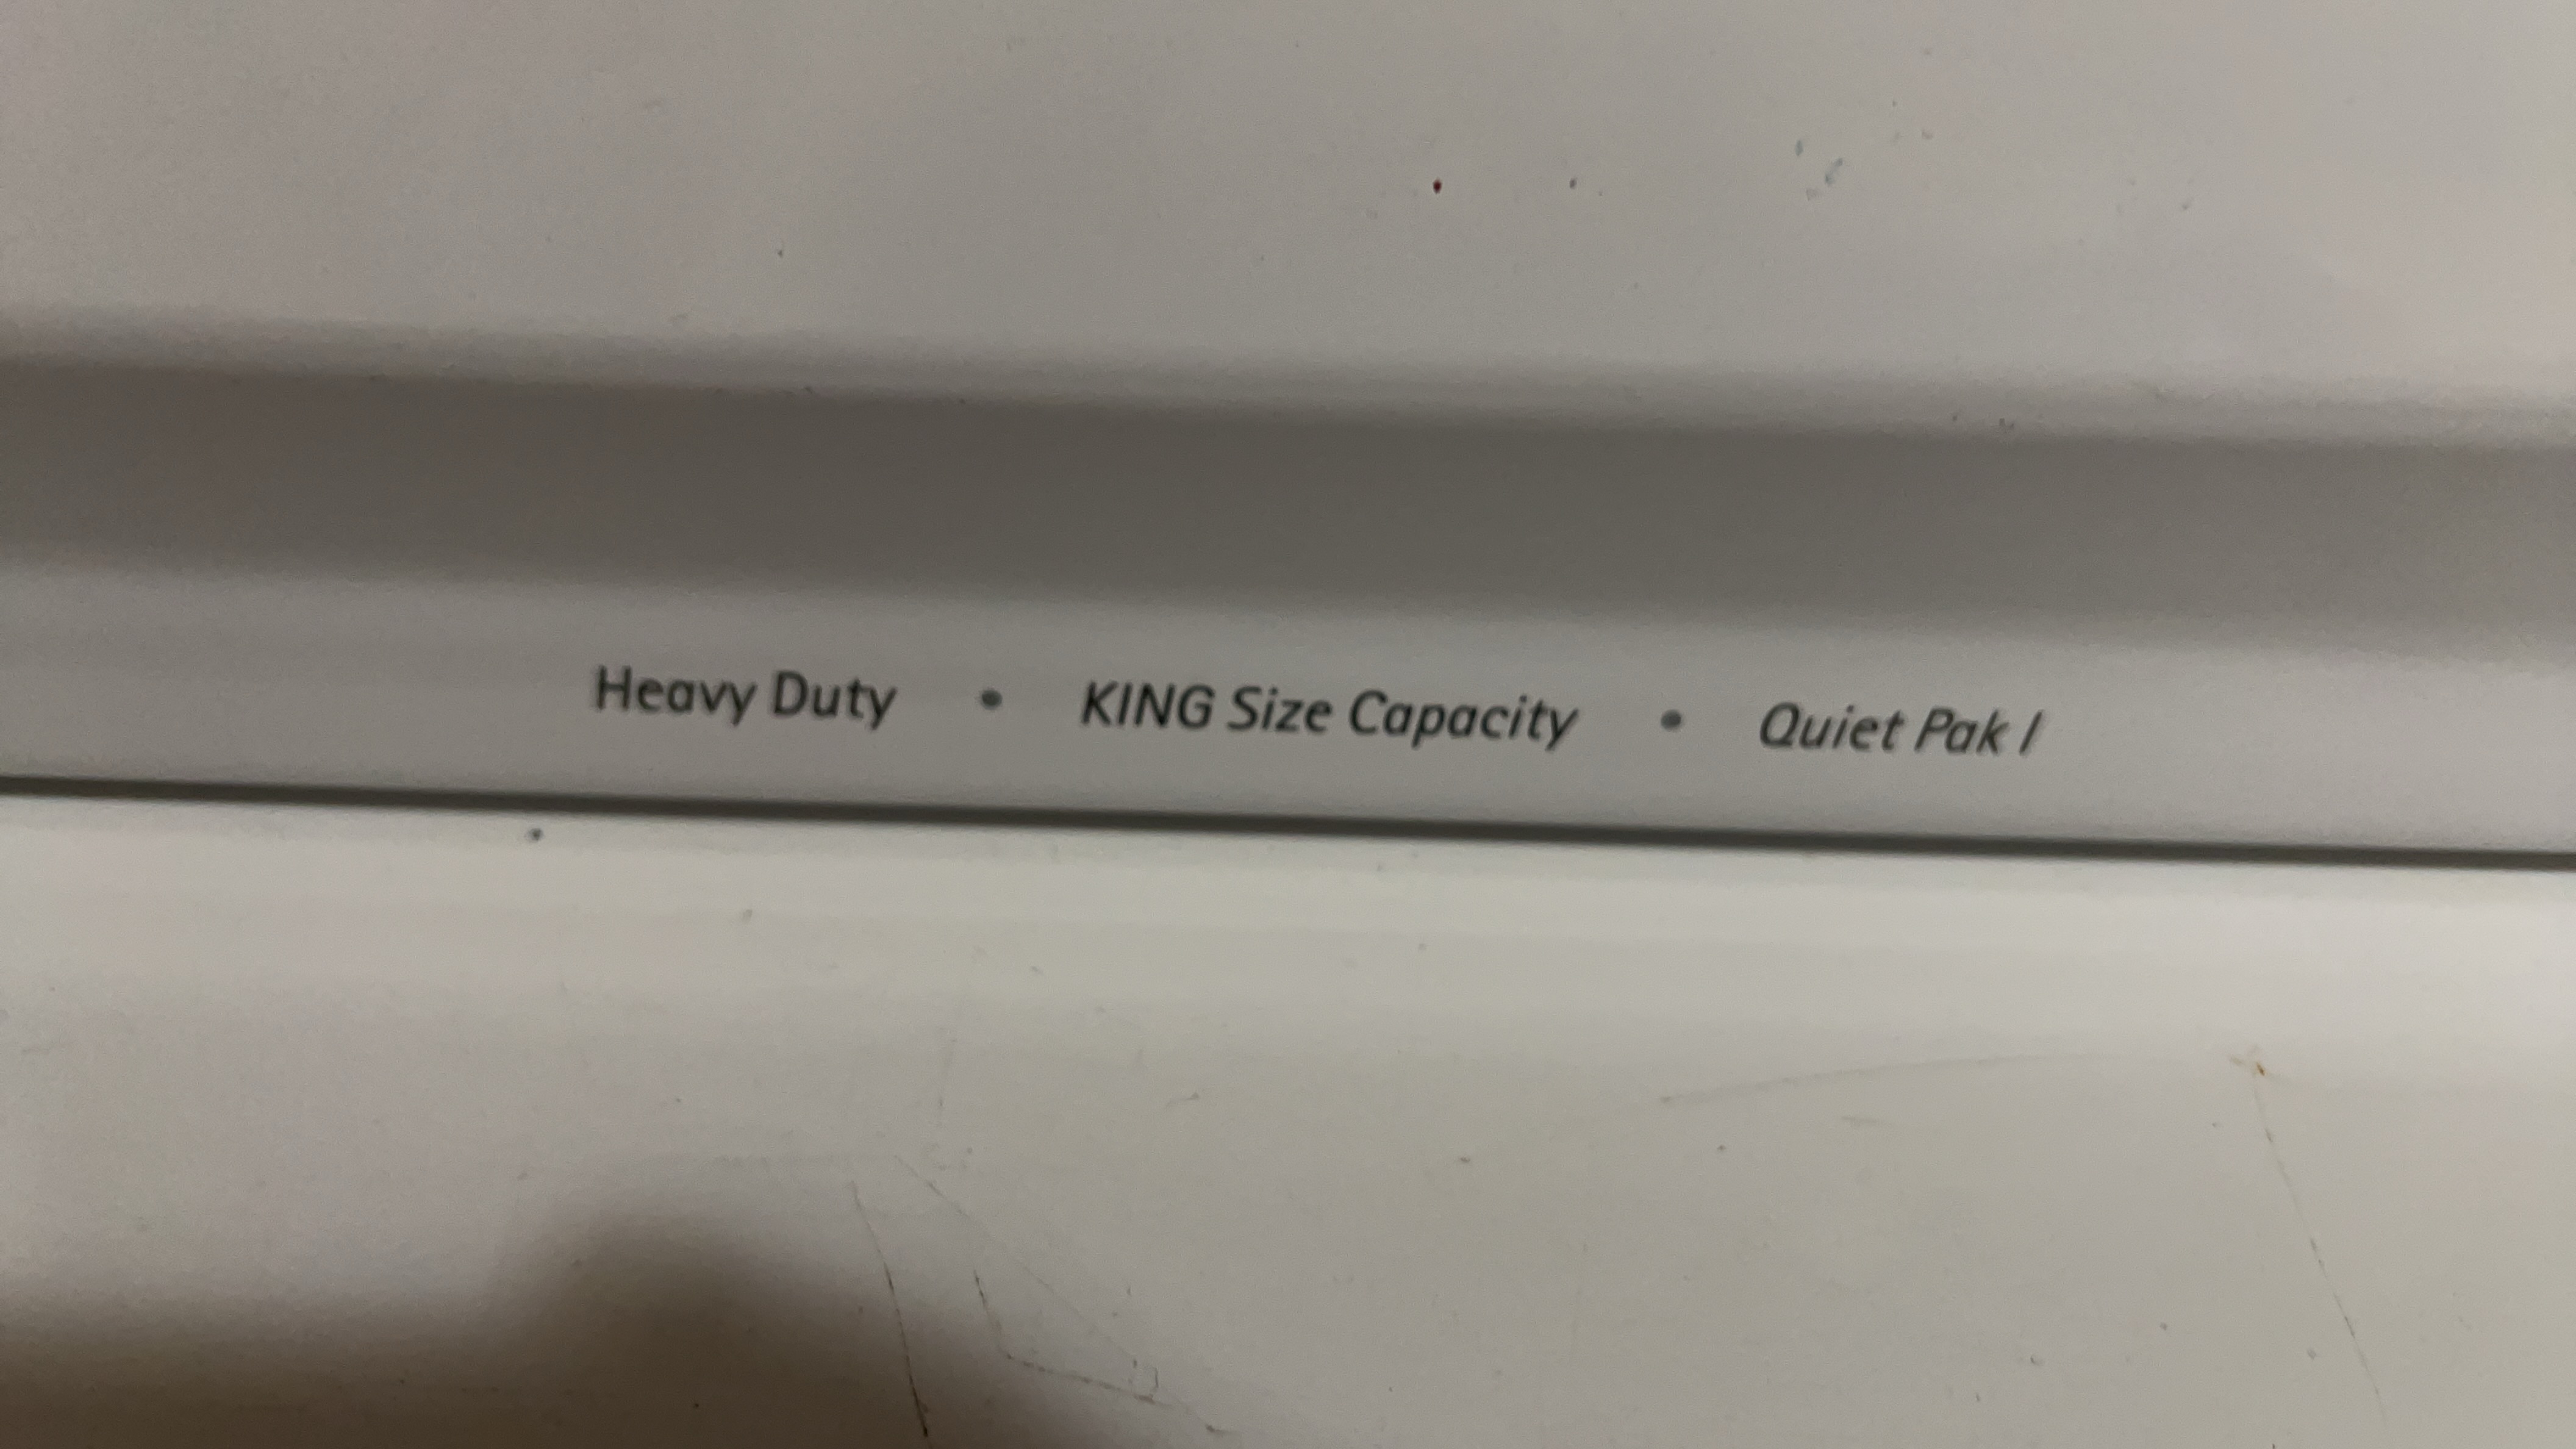 Heavy Duty • KING Size Capacity • Quiet Pak I